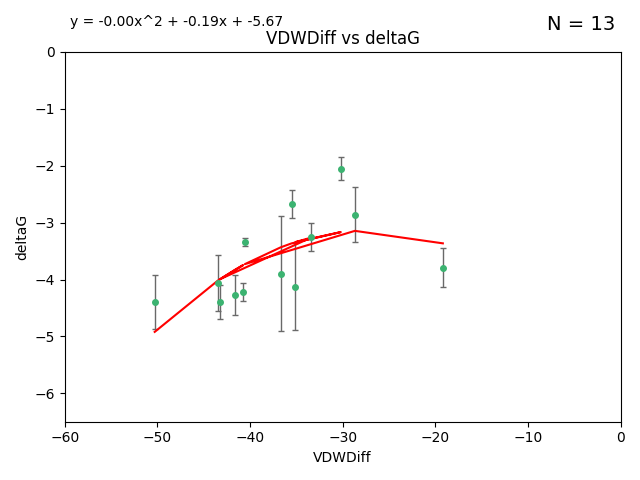 y = -0.00x^2 + -0.19x + -5.67
N = 13
VDWDiff vs deltaG
0
−1
−2
−3
−4
−5
−6
deltaG
−60 −50 −40 −30 −20 −10 0
VDWDiff